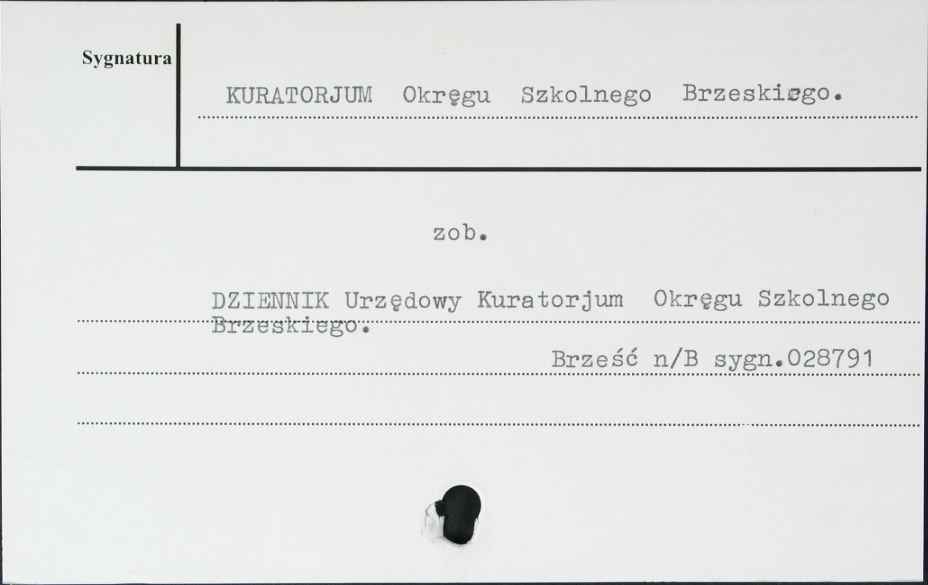 Sygnatura
KURATORJUM Okręgu Szkolnego Brzeskiego.
zob.
DZIENNIK Urzędowy Kuratorjum Okręgu Szkolnego
Brzeskiego.
Brześć n/B sygn.028791